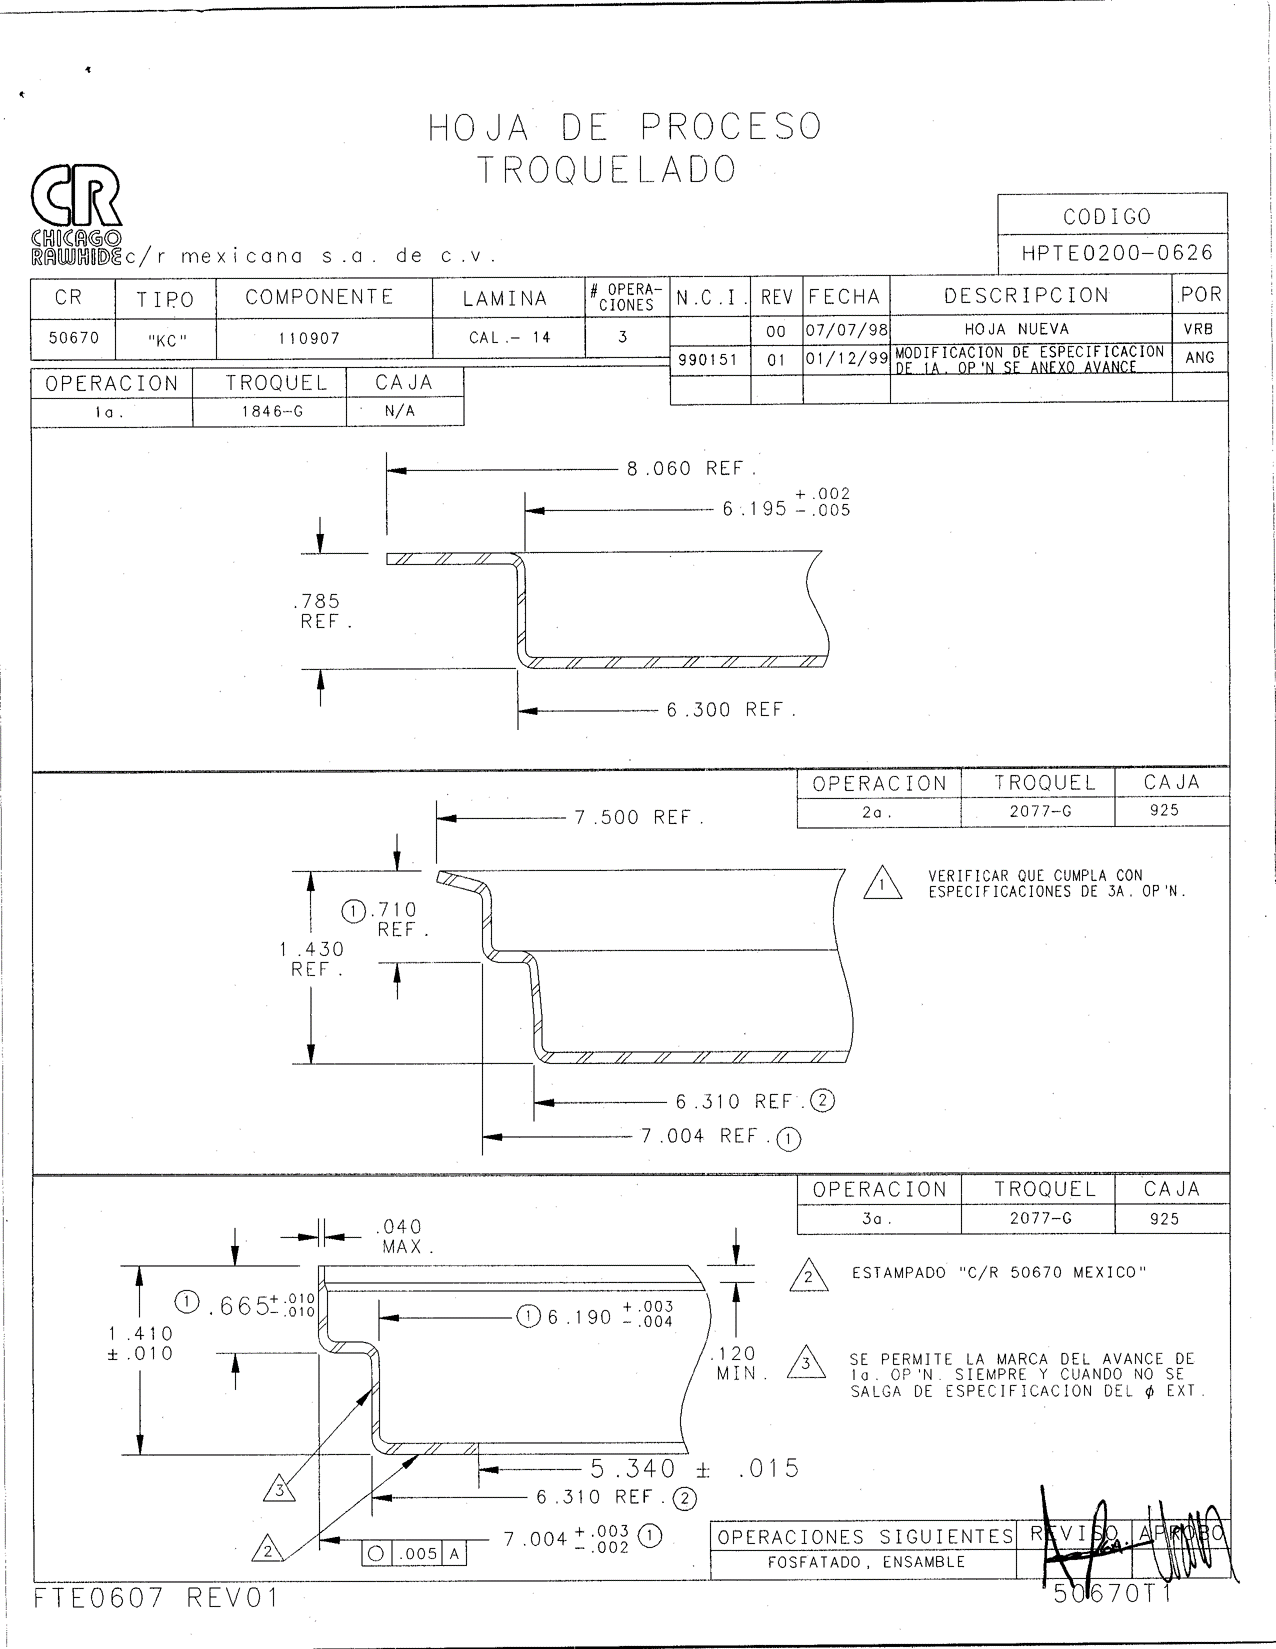 HOJA DE PROCESO
TROQUELADO
CR
CHICAGO
RAWHIDE c/r mexicana s.a. de c.v.
CODIGO
HPTE0200-0626
CR TIPO COMPONENTE LAMINA # OPERA-CIONES N.C.I. REV FECHA DESCRIPCION POR
50670 "KC" 110907 CAL.- 14 3 00 07/07/98 HOJA NUEVA VRB
990151 01 01/12/99 MODIFICACION DE ESPECIFICACION ANG
DE 1A. OP'N SE ANEXO AVANCE
OPERACION TROQUEL CAJA
1a. 1846-G N/A
8.060 REF.
6.195 +.002
-.005
.785
REF.
6.300 REF.
OPERACION TROQUEL CAJA
2a. 2077-G 925
7.500 REF.
1 VERIFICAR QUE CUMPLA CON
ESPECIFICACIONES DE 3A. OP'N.
1 .710
REF.
1.430
REF.
6.310 REF. 2
7.004 REF. 1
OPERACION TROQUEL CAJA
3a. 2077-G 925
.040
MAX.
2 ESTAMPADO "C/R 50670 MEXICO"
1 .665 +.010
-.010
1 6.190 +.003
-.004
1.410
±.010
.120
MIN.
3 SE PERMITE LA MARCA DEL AVANCE DE
1a. OP'N. SIEMPRE Y CUANDO NO SE
SALGA DE ESPECIFICACION DEL ϕ EXT.
5.340 ± .015
3
6.310 REF. 2
7.004 +.003
-.002 1
2
.005 A
OPERACIONES SIGUIENTES REVISO APROBO
FOSFATADO, ENSAMBLE
FTE0607 REV01
50670T1